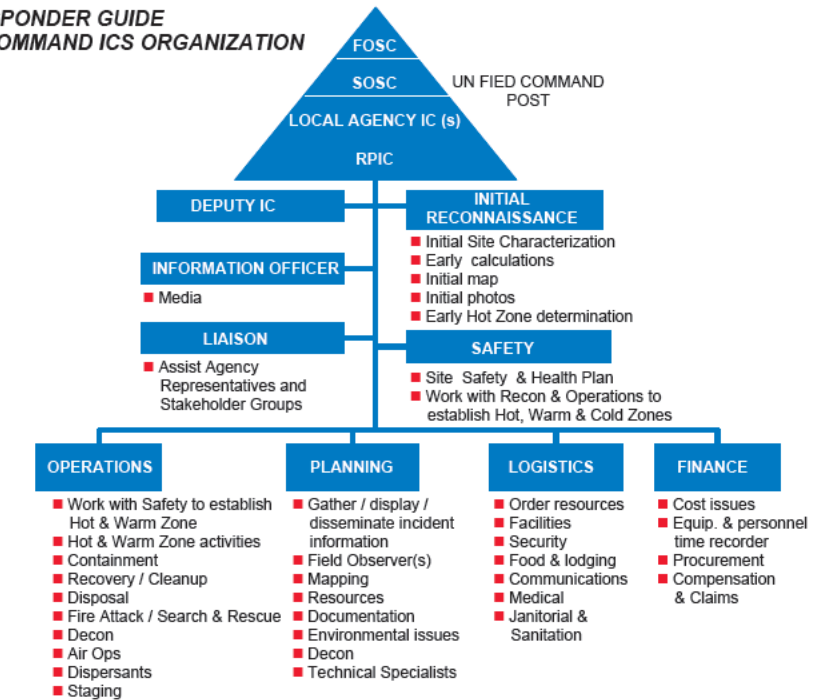 PONDER GUIDE
OMMAND ICS ORGANIZATION
FOSC
SOSC
UN FIED COMMAND
POST
LOCAL AGENCY IC (s)
RPIC
DEPUTY IC
INITIAL
RECONNAISSANCE
Initial Site Characterization
Early calculations
Initial map
Initial photos
Early Hot Zone determination
INFORMATION OFFICER
Media
LIAISON
Assist Agency
Representatives and
Stakeholder Groups
SAFETY
Site Safety & Health Plan
Work with Recon & Operations to
establish Hot, Warm & Cold Zones
OPERATIONS
Work with Safety to establish
Hot & Warm Zone
Hot & Warm Zone activities
Containment
Recovery / Cleanup
Disposal
Fire Attack / Search & Rescue
Decon
Air Ops
Dispersants
Staging
PLANNING
Gather / display /
disseminate incident
information
Field Observer(s)
Mapping
Resources
Documentation
Environmental issues
Decon
Technical Specialists
LOGISTICS
Order resources
Facilities
Security
Food & lodging
Communications
Medical
Janitorial &
Sanitation
FINANCE
Cost issues
Equip. & personnel
time recorder
Procurement
Compensation
& Claims